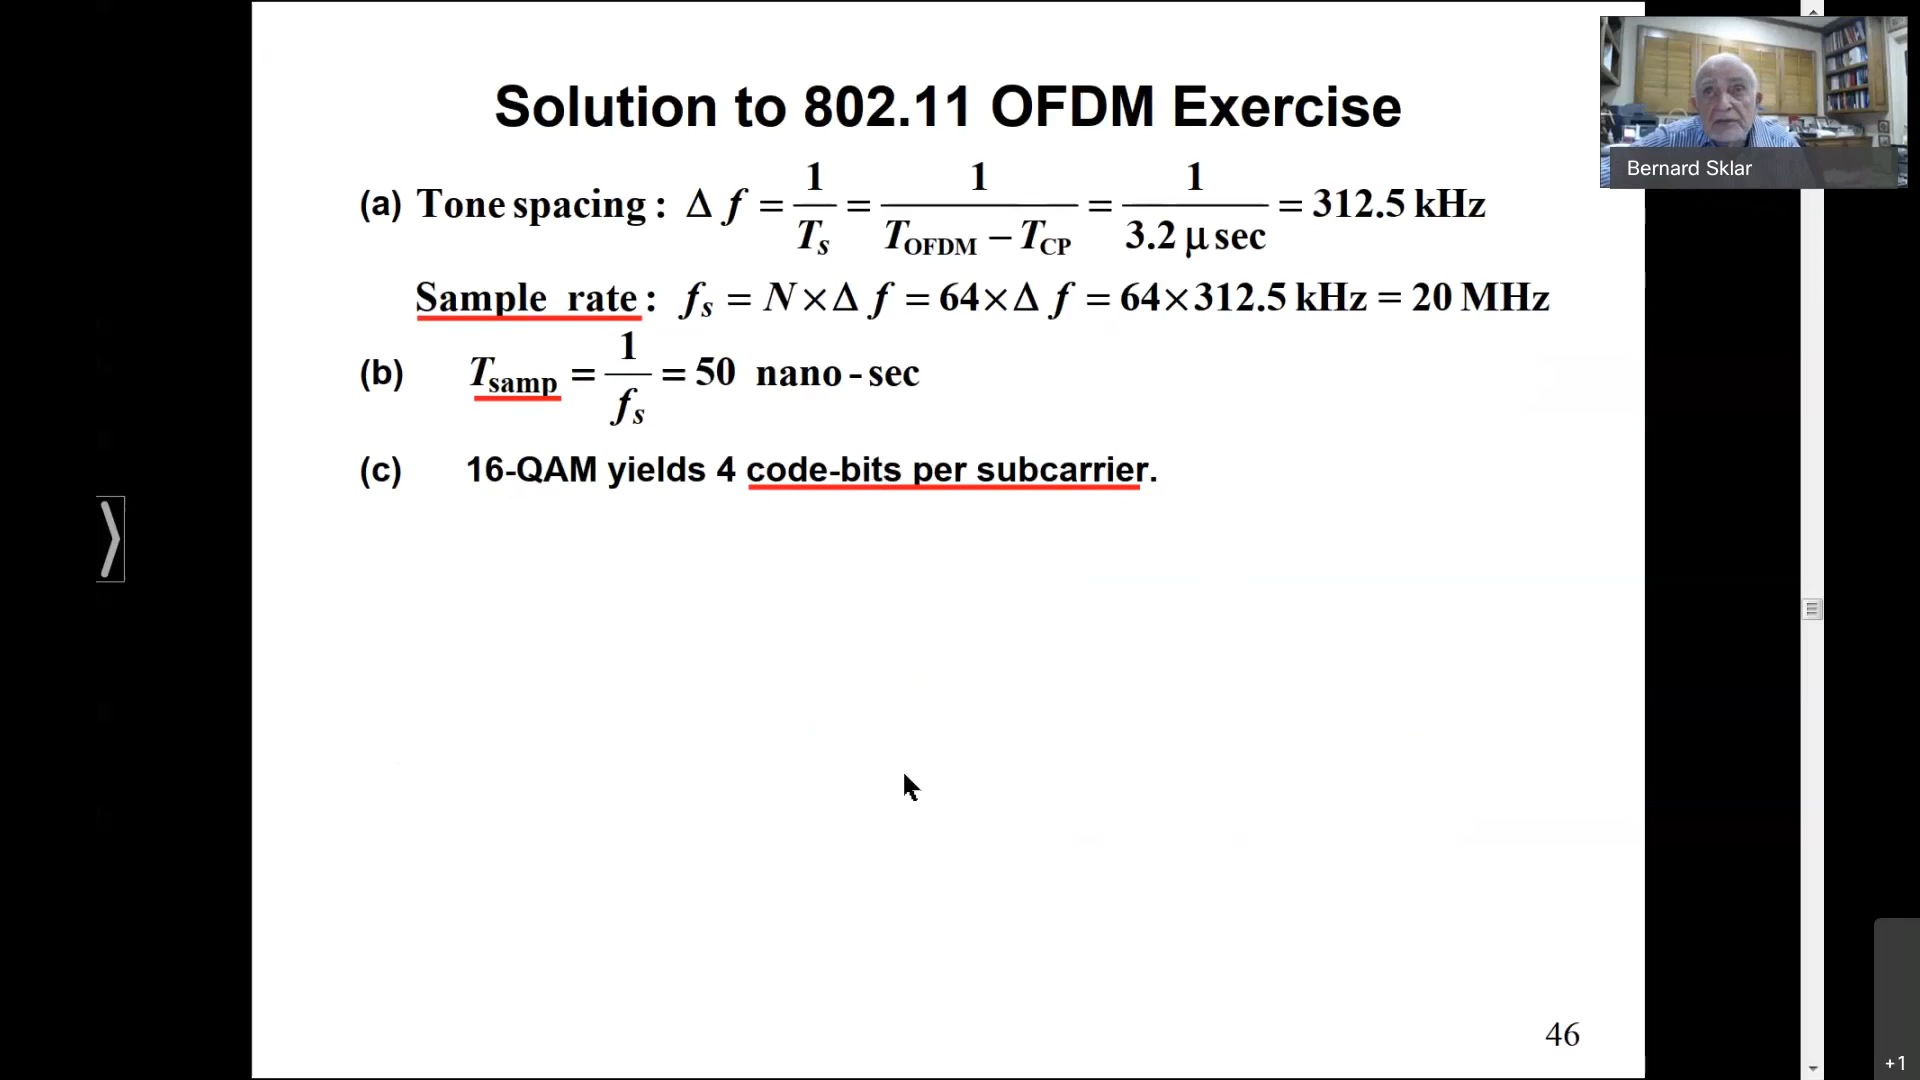 Solution to 802.11 OFDM Exercise
Bernard Sklar
(a) Tone spacing : Δ f = 1/T_s = 1/(T_OFDM − T_CP) = 1/(3.2 μ sec) = 312.5 kHz
Sample rate : f_s = N × Δ f = 64 × Δ f = 64 × 312.5 kHz = 20 MHz
(b) T_samp = 1/f_s = 50 nano - sec
(c) 16-QAM yields 4 code-bits per subcarrier.
46
+1